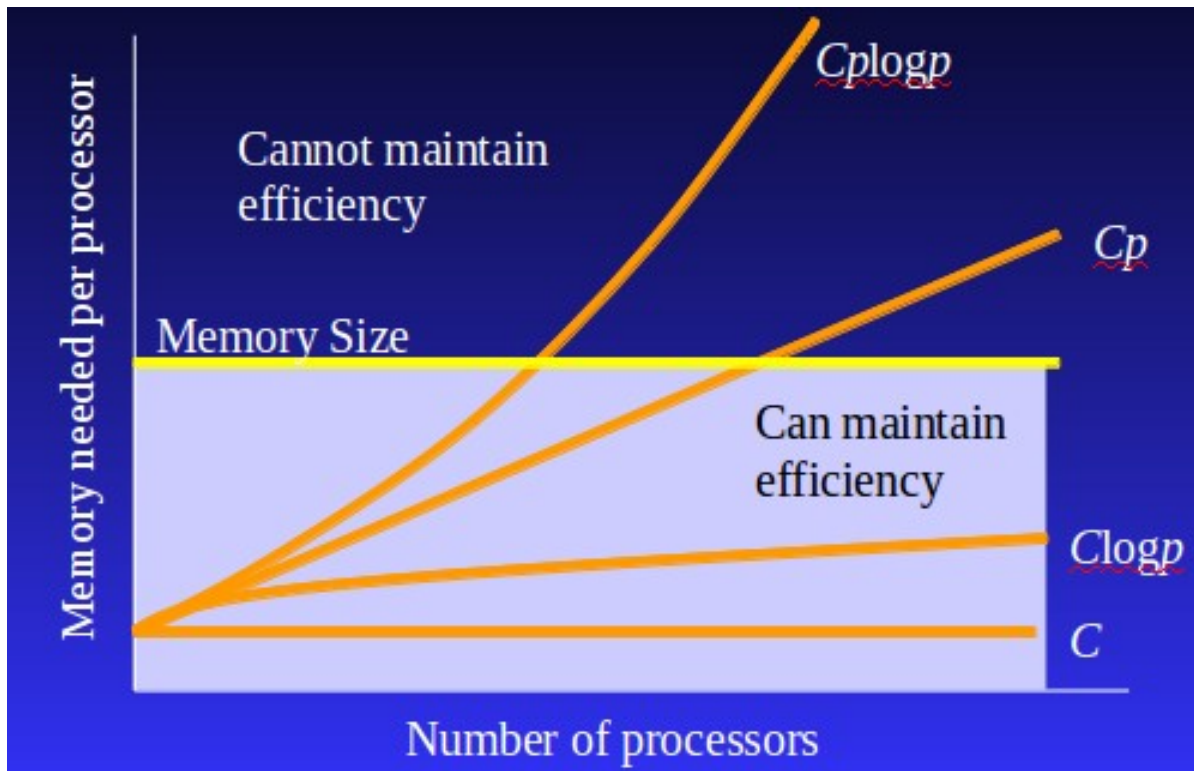 Cplogp
Cannot maintain
efficiency
Cp
Memory Size
Can maintain
efficiency
Clogp
C
Memory needed per processor
Number of processors